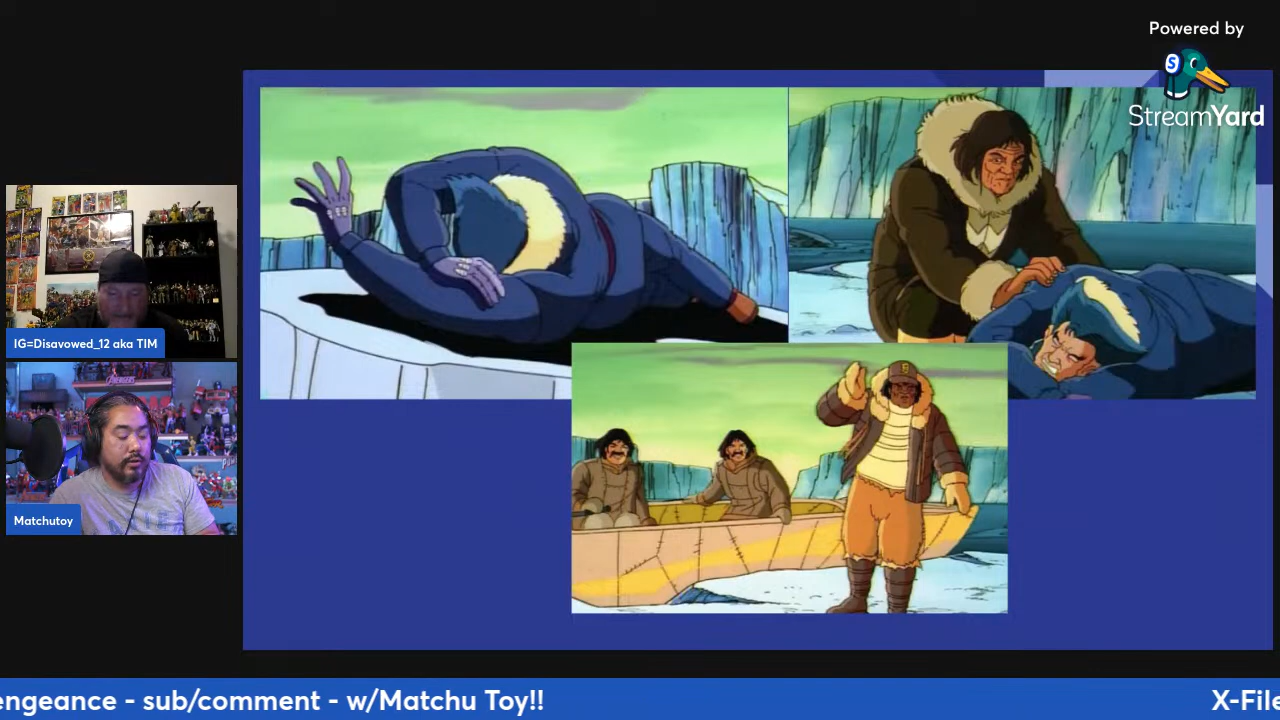 Powered by
StreamYard
IG=Disavowed_12 aka TIM
Matchutoy
engeance - sub/comment - w/Matchu Toy!!
X-File